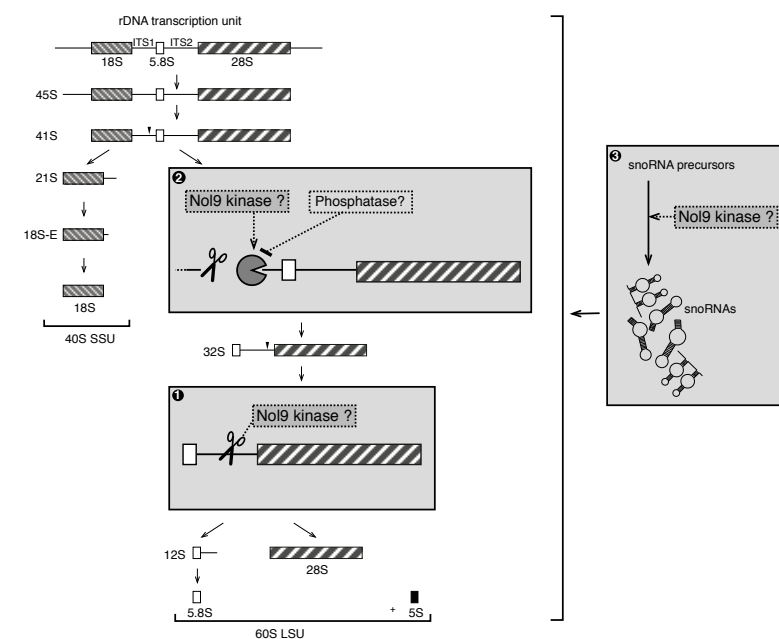 rDNA transcription unit
ITS1 ITS2
18S 5.8S 28S
45S
41S
21S
18S-E
18S
40S SSU
2
Nol9 kinase ?
Phosphatase?
32S
1
Nol9 kinase ?
12S
28S
5.8S + 5S
60S LSU
3
snoRNA precursors
Nol9 kinase ?
snoRNAs